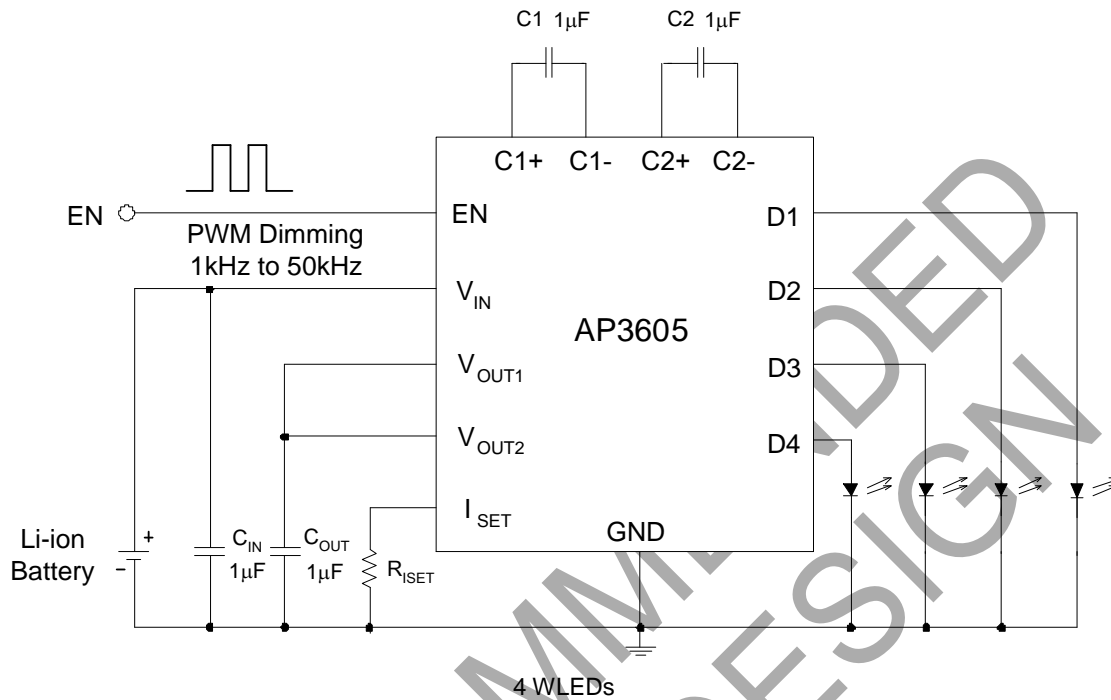 C1 1μF
C2 1μF
C1+ C1- C2+ C2-
EN
EN
PWM Dimming
1kHz to 50kHz
D1
VIN
D2
AP3605
VOUT1
D3
VOUT2
D4
ISET
GND
Li-ion
Battery
+
−
CIN
1μF
COUT
1μF
RISET
4 WLEDs